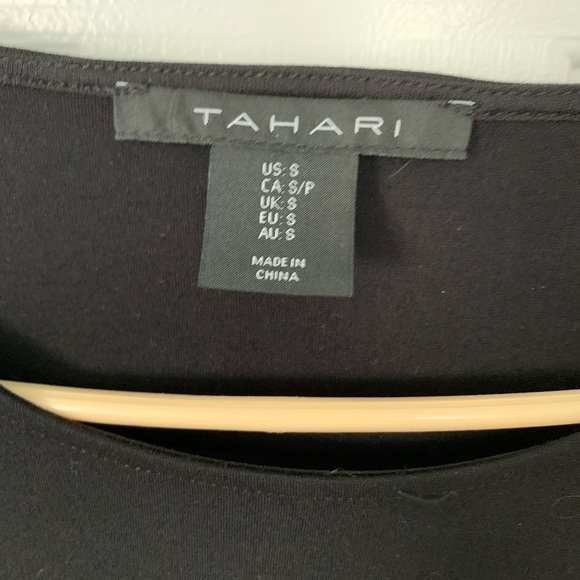 TAHARI
US: S
CA: S/P
UK: S
EU: S
AU: S
MADE IN
CHINA